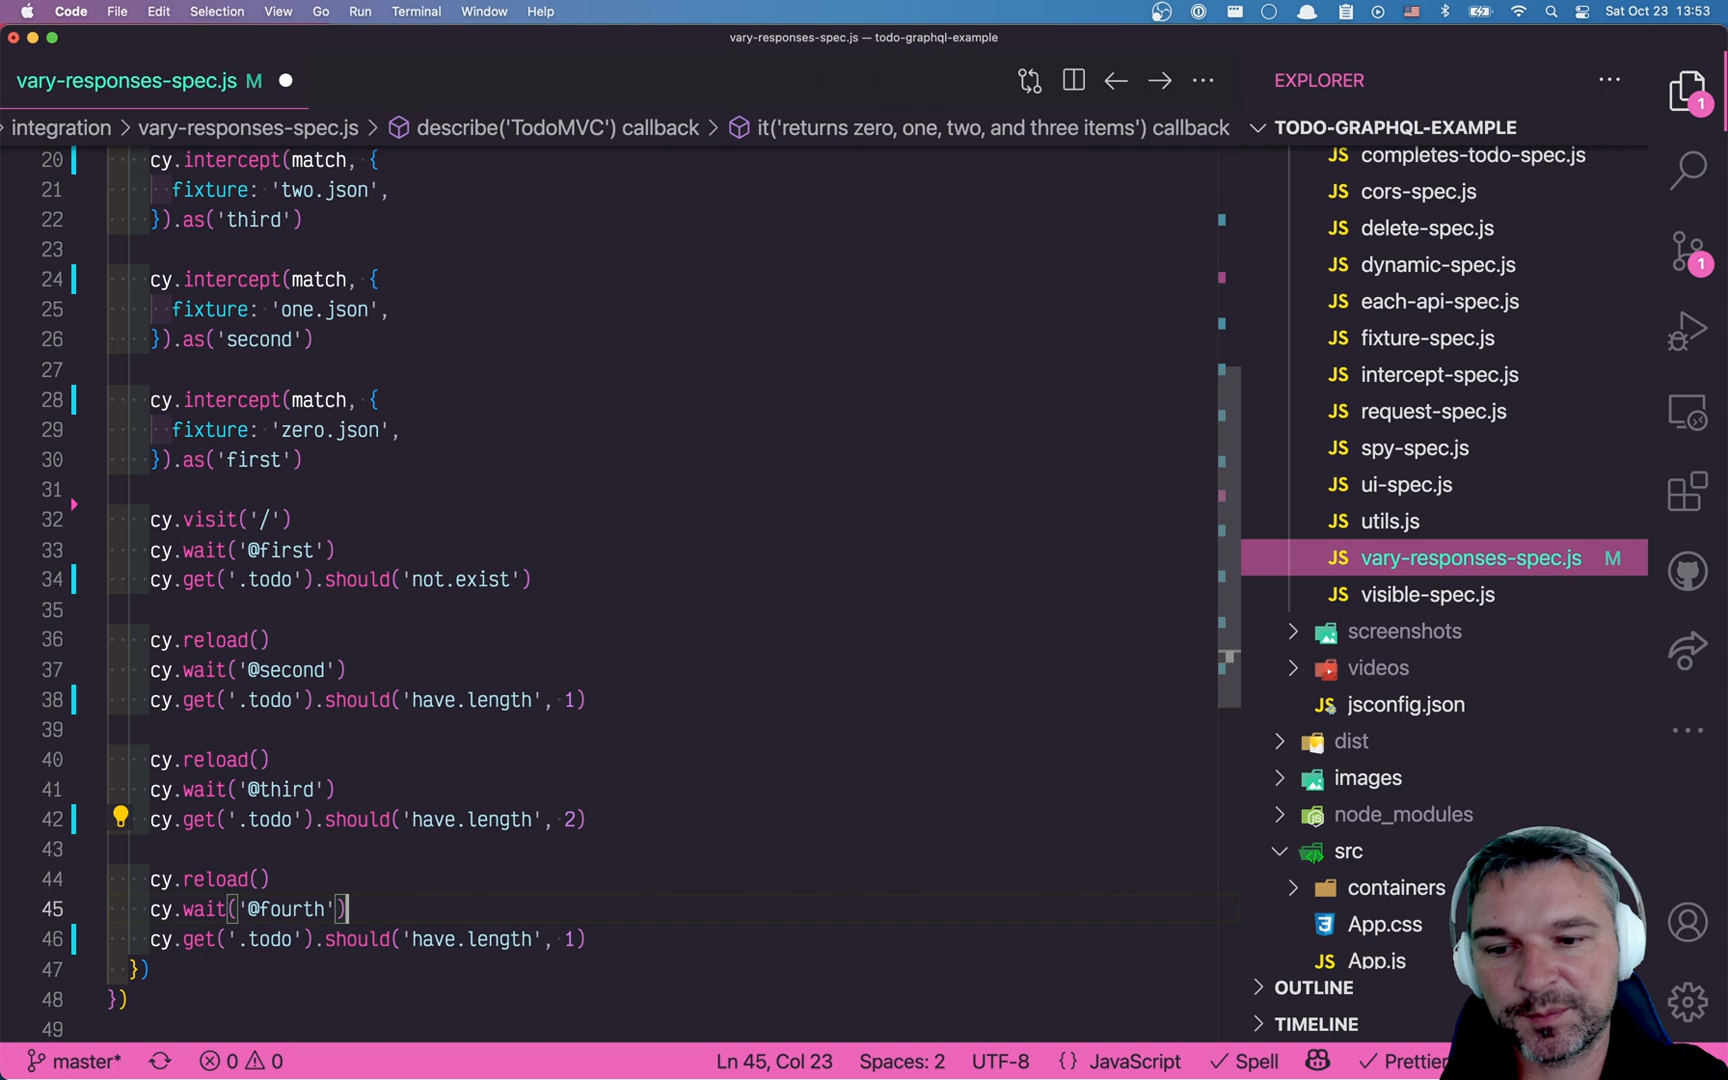 Code File Edit Selection View Go Run Terminal Window Help Sat Oct 23 13:53
vary-responses-spec.js — todo-graphql-example
vary-responses-spec.js M
integration > vary-responses-spec.js > describe('TodoMVC') callback > it('returns zero, one, two, and three items') callback
20 cy.intercept(match, {
21 fixture: 'two.json',
22 }).as('third')
23
24 cy.intercept(match, {
25 fixture: 'one.json',
26 }).as('second')
27
28 cy.intercept(match, {
29 fixture: 'zero.json',
30 }).as('first')
31
32 cy.visit('/')
33 cy.wait('@first')
34 cy.get('.todo').should('not.exist')
35
36 cy.reload()
37 cy.wait('@second')
38 cy.get('.todo').should('have.length', 1)
39
40 cy.reload()
41 cy.wait('@third')
42 cy.get('.todo').should('have.length', 2)
43
44 cy.reload()
45 cy.wait('@fourth')
46 cy.get('.todo').should('have.length', 1)
47 })
48 })
49
EXPLORER
TODO-GRAPHQL-EXAMPLE
JS completes-todo-spec.js
JS cors-spec.js
JS delete-spec.js
JS dynamic-spec.js
JS each-api-spec.js
JS fixture-spec.js
JS intercept-spec.js
JS request-spec.js
JS spy-spec.js
JS ui-spec.js
JS utils.js
JS vary-responses-spec.js M
JS visible-spec.js
screenshots
videos
JS jsconfig.json
dist
images
node_modules
src
containers
App.css
JS App.js
OUTLINE
TIMELINE
1
1
master* 0 0 Ln 45, Col 23 Spaces: 2 UTF-8 {} JavaScript Spell Prettier